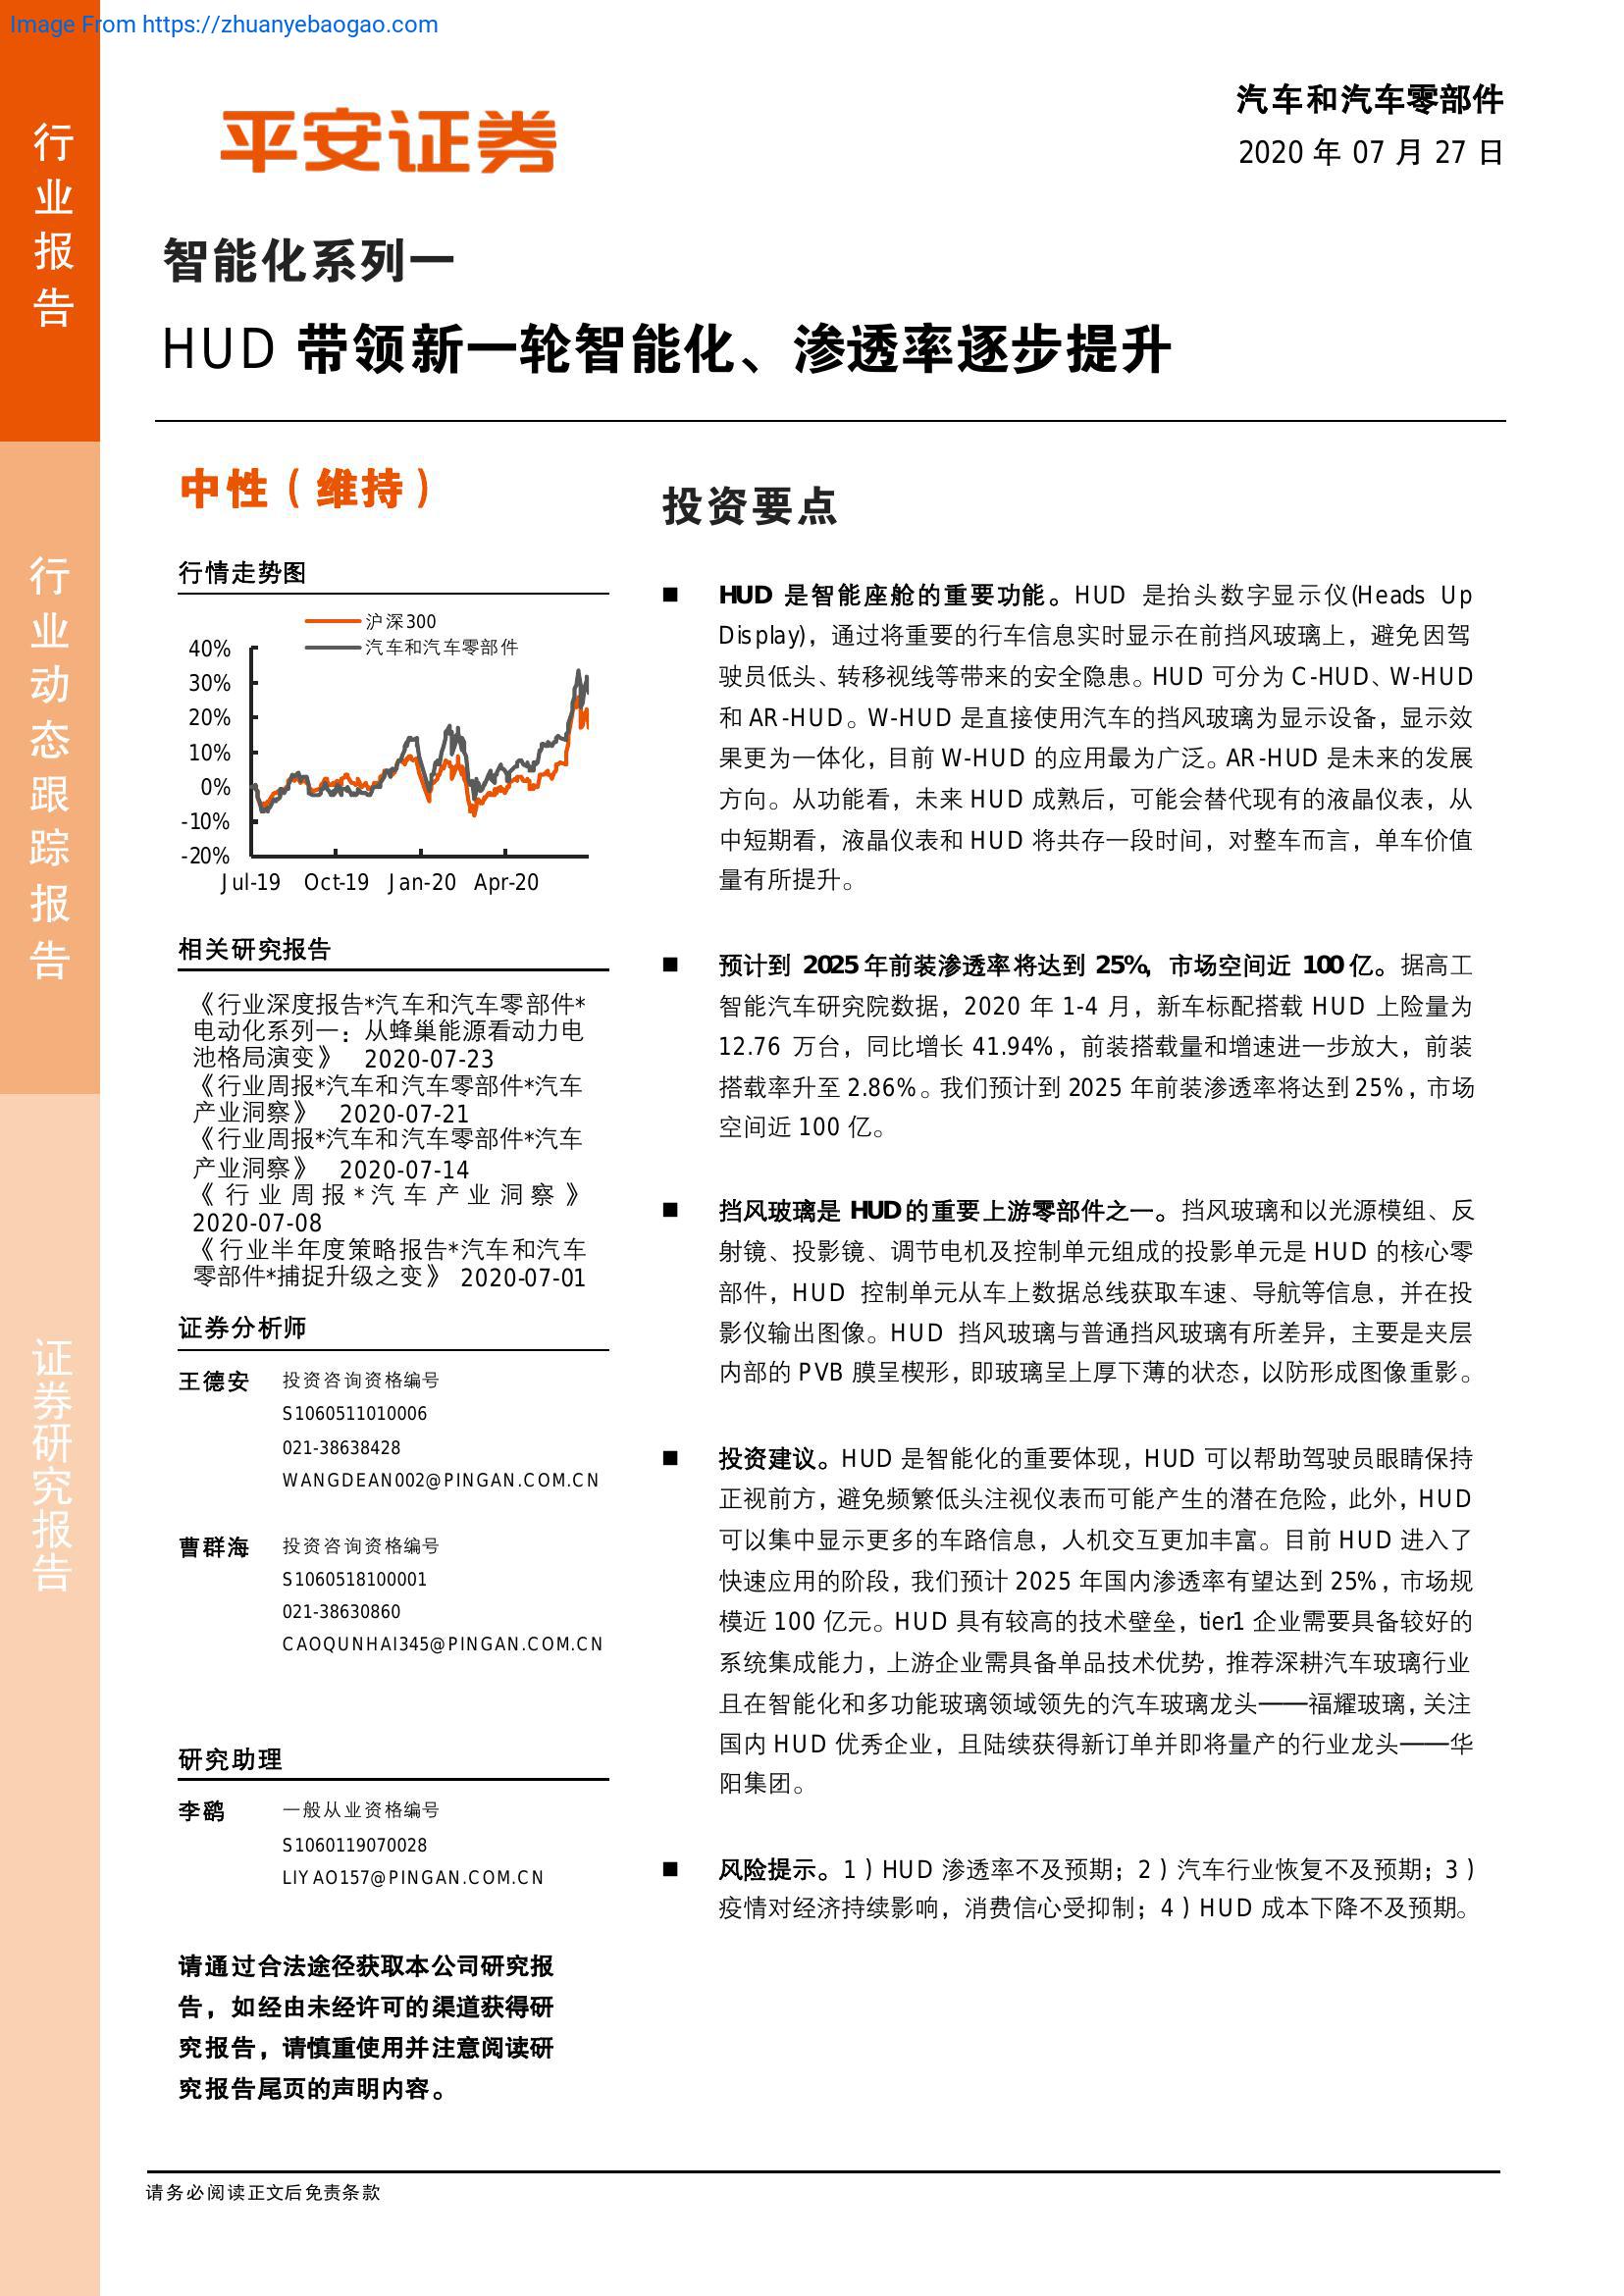 Image From https://zhuanyebaogao.com
行业报告
行业动态跟踪报告
证券研究报告
平安证券
汽车和汽车零部件
2020 年 07 月 27 日
智能化系列一
HUD 带领新一轮智能化、渗透率逐步提升
中性（维持）
行情走势图
沪深300
汽车和汽车零部件
40%
30%
20%
10%
0%
-10%
-20%
Jul-19 Oct-19 Jan-20 Apr-20
相关研究报告
《行业深度报告*汽车和汽车零部件*
电动化系列一：从蜂巢能源看动力电
池格局演变》 2020-07-23
《行业周报*汽车和汽车零部件*汽车
产业洞察》 2020-07-21
《行业周报*汽车和汽车零部件*汽车
产业洞察》 2020-07-14
《行业周报*汽车产业洞察》
2020-07-08
《行业半年度策略报告*汽车和汽车
零部件*捕捉升级之变》 2020-07-01
证券分析师
王德安 投资咨询资格编号
S1060511010006
021-38638428
WANGDEAN002@PINGAN.COM.CN
曹群海 投资咨询资格编号
S1060518100001
021-38630860
CAOQUNHAI345@PINGAN.COM.CN
研究助理
李鹞 一般从业资格编号
S1060119070028
LIYAO157@PINGAN.COM.CN
请通过合法途径获取本公司研究报
告，如经由未经许可的渠道获得研
究报告，请慎重使用并注意阅读研
究报告尾页的声明内容。
投资要点
■ HUD 是智能座舱的重要功能。HUD 是抬头数字显示仪(Heads Up
Display)，通过将重要的行车信息实时显示在前挡风玻璃上，避免因驾
驶员低头、转移视线等带来的安全隐患。HUD 可分为 C-HUD、W-HUD
和 AR-HUD。W-HUD 是直接使用汽车的挡风玻璃为显示设备，显示效
果更为一体化，目前 W-HUD 的应用最为广泛。AR-HUD 是未来的发展
方向。从功能看，未来 HUD 成熟后，可能会替代现有的液晶仪表，从
中短期看，液晶仪表和 HUD 将共存一段时间，对整车而言，单车价值
量有所提升。
■ 预计到 2025 年前装渗透率将达到 25%，市场空间近 100 亿。据高工
智能汽车研究院数据，2020 年 1-4 月，新车标配搭载 HUD 上险量为
12.76 万台，同比增长 41.94%，前装搭载量和增速进一步放大，前装
搭载率升至 2.86%。我们预计到 2025 年前装渗透率将达到 25%，市场
空间近 100 亿。
■ 挡风玻璃是 HUD 的重要上游零部件之一。挡风玻璃和以光源模组、反
射镜、投影镜、调节电机及控制单元组成的投影单元是 HUD 的核心零
部件，HUD 控制单元从车上数据总线获取车速、导航等信息，并在投
影仪输出图像。HUD 挡风玻璃与普通挡风玻璃有所差异，主要是夹层
内部的 PVB 膜呈楔形，即玻璃呈上厚下薄的状态，以防形成图像重影。
■ 投资建议。HUD 是智能化的重要体现，HUD 可以帮助驾驶员眼睛保持
正视前方，避免频繁低头注视仪表而可能产生的潜在危险，此外，HUD
可以集中显示更多的车路信息，人机交互更加丰富。目前 HUD 进入了
快速应用的阶段，我们预计 2025 年国内渗透率有望达到 25%，市场规
模近 100 亿元。HUD 具有较高的技术壁垒，tier1 企业需要具备较好的
系统集成能力，上游企业需具备单品技术优势，推荐深耕汽车玻璃行业
且在智能化和多功能玻璃领域领先的汽车玻璃龙头——福耀玻璃，关注
国内 HUD 优秀企业，且陆续获得新订单并即将量产的行业龙头——华
阳集团。
■ 风险提示。1）HUD 渗透率不及预期；2）汽车行业恢复不及预期；3）
疫情对经济持续影响，消费信心受抑制；4）HUD 成本下降不及预期。
请务必阅读正文后免责条款